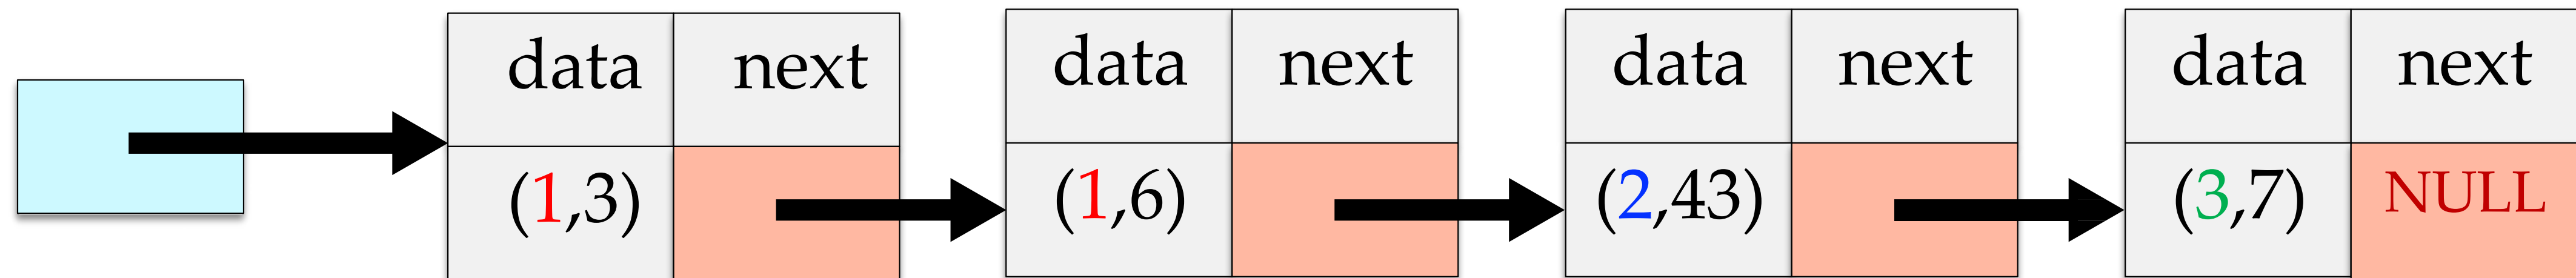 data next data next data next data next
(1,3) (1,6) (2,43) (3,7) NULL